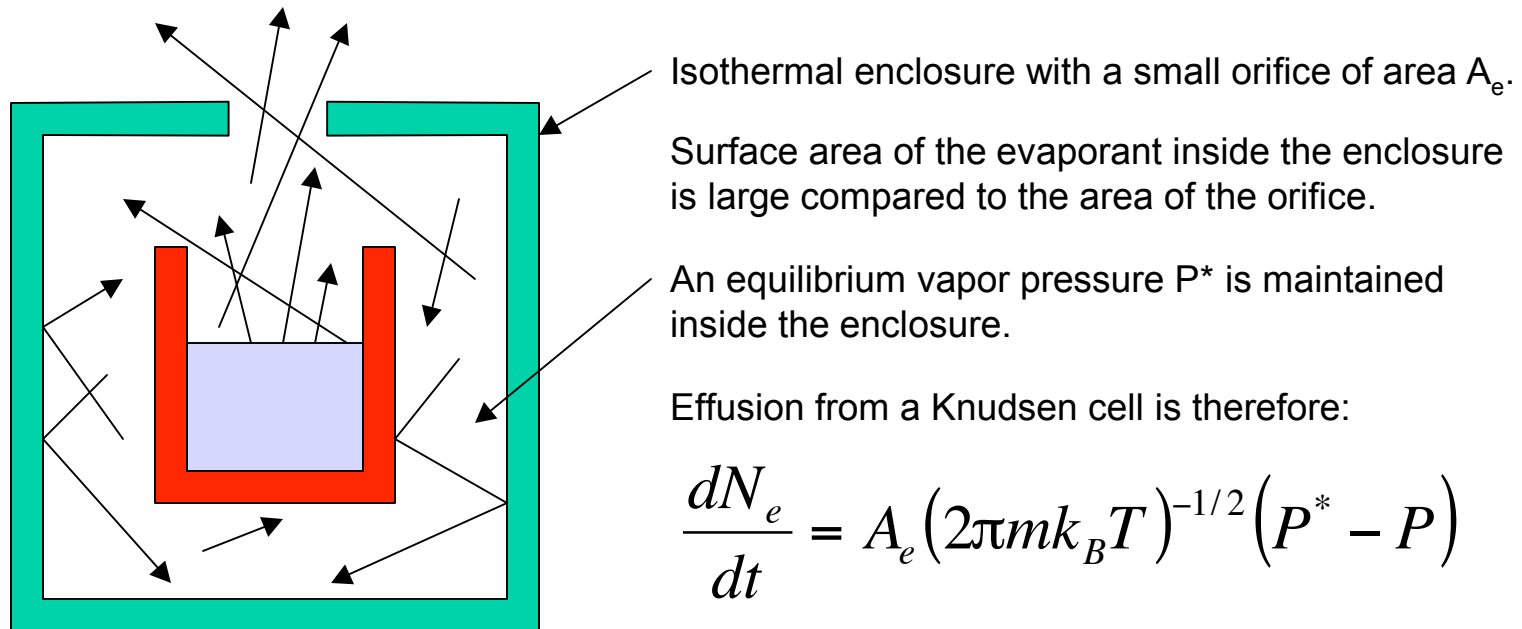 Isothermal enclosure with a small orifice of area Aₑ.
Surface area of the evaporant inside the enclosure
is large compared to the area of the orifice.
An equilibrium vapor pressure P* is maintained
inside the enclosure.
Effusion from a Knudsen cell is therefore:
dNₑ/dt = Aₑ(2πmk_BT)^{-1/2}(P* − P)